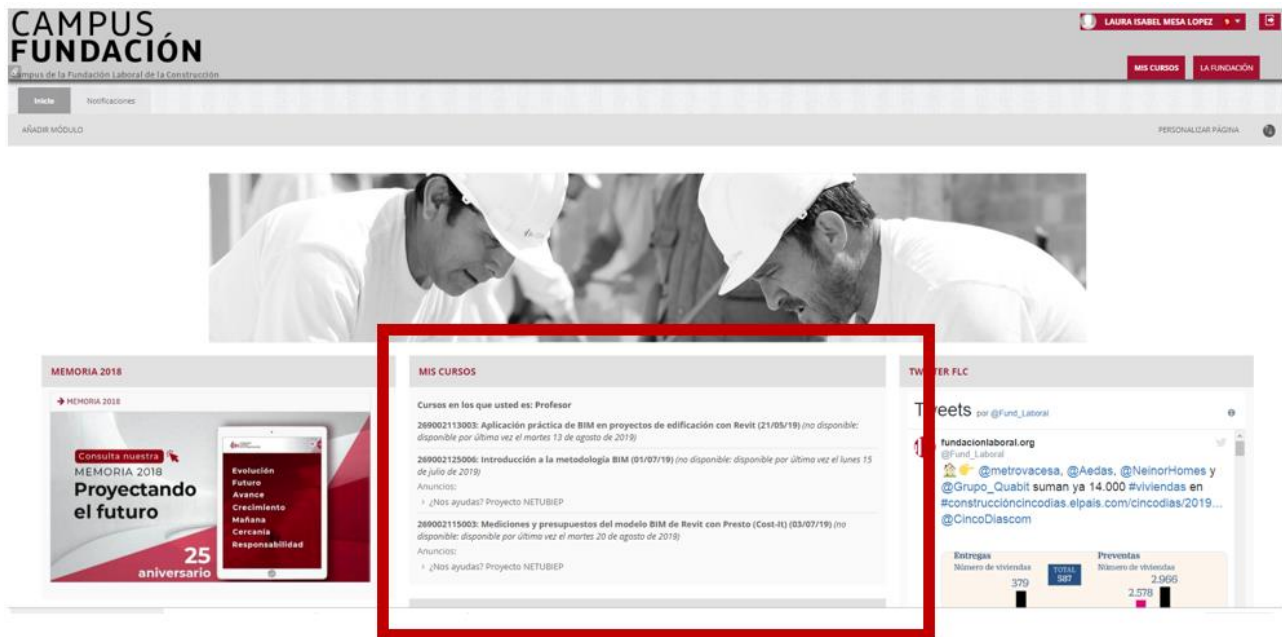 CAMPUS
FUNDACIÓN
Campus de la Fundación Laboral de la Construcción
LAURA ISABEL MESA LOPEZ 9
MIS CURSOS
LA FUNDACIÓN
Inicio
Notificaciones
AÑADIR MÓDULO
PERSONALIZAR PÁGINA
MEMORIA 2018
MEMORIA 2018
Consulta nuestra
MEMORIA 2018
Proyectando
el futuro
25
aniversario
Evolución
Futuro
Avance
Crecimiento
Mañana
Cercanía
Responsabilidad
MIS CURSOS
Cursos en los que usted es: Profesor
269002113003: Aplicación práctica de BIM en proyectos de edificación con Revit (21/05/19) (no disponible:
disponible por última vez el martes 13 de agosto de 2019)
269002125006: Introducción a la metodología BIM (01/07/19) (no disponible: disponible por última vez el lunes 15
de julio de 2019)
Anuncios:
¿Nos ayudas? Proyecto NETUBIEP
269002115003: Mediciones y presupuestos del modelo BIM de Revit con Presto (Cost-It) (03/07/19) (no
disponible: disponible por última vez el martes 20 de agosto de 2019)
Anuncios:
¿Nos ayudas? Proyecto NETUBIEP
TW TER FLC
T eets por @Fund_Laboral
fundacionlaboral.org
@Fund_Laboral
@metrovacesa, @Aedas, @NeinorHomes y
@Grupo_Quabit suman ya 14.000 #viviendas en
#construccióncincodias.elpais.com/cincodias/2019...
@CincoDiascom
Entregas
Número de viviendas
379
TOTAL
587
Preventas
Número de viviendas
2.578
2.966